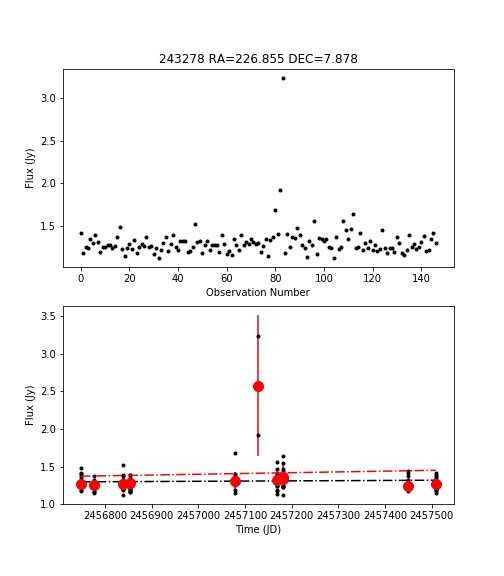 243278 RA=226.855 DEC=7.878
3.0
2.5
2.0
1.5
Flux (Jy)
0 20 40 60 80 100 120 140
Observation Number
3.5
3.0
2.5
2.0
1.5
1.0
Flux (Jy)
2456800 2456900 2457000 2457100 2457200 2457300 2457400 2457500
Time (JD)